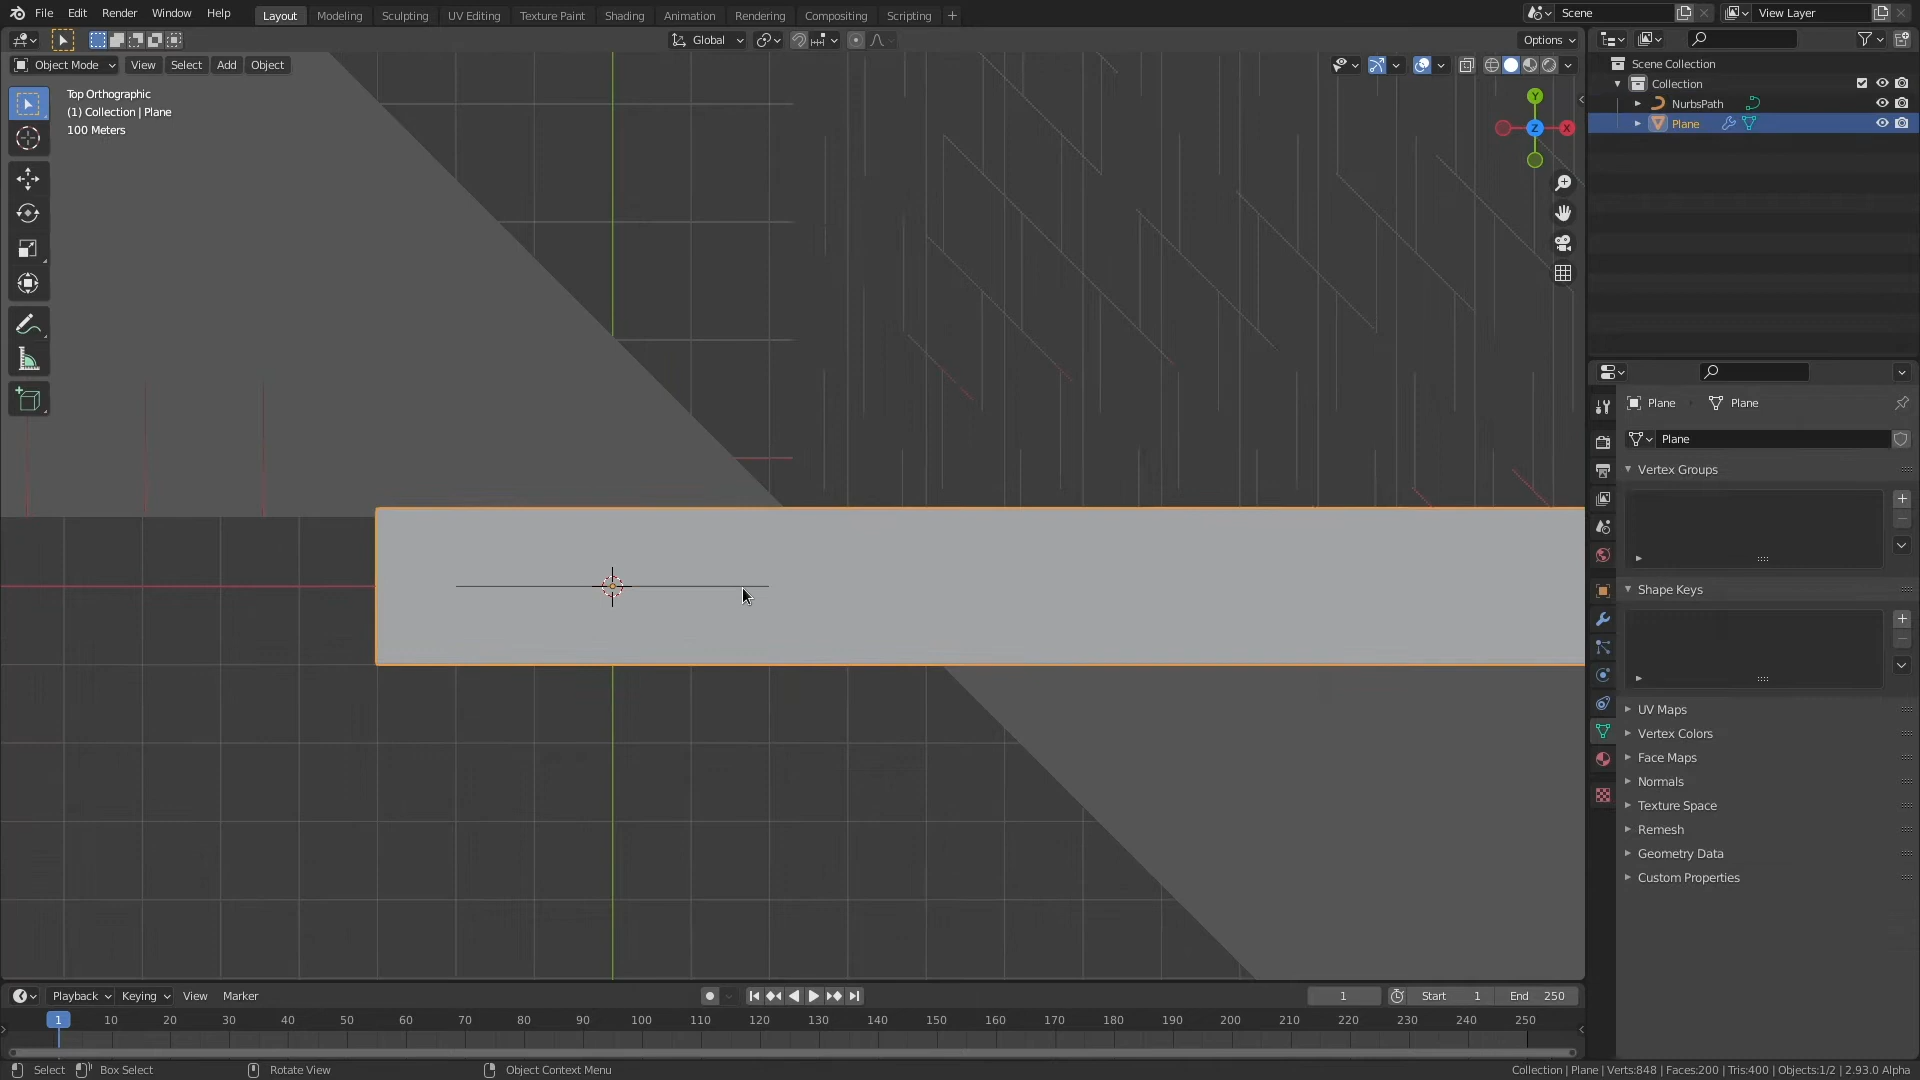 File Edit Render Window Help Layout Modeling Sculpting UV Editing Texture Paint Shading Animation Rendering Compositing Scripting + Scene View Layer
Global Options
Object Mode View Select Add Object
Top Orthographic
(1) Collection | Plane
100 Meters
Y
Z
X
Scene Collection
Collection
NurbsPath
Plane
Plane Plane
Plane
Vertex Groups
Shape Keys
UV Maps
Vertex Colors
Face Maps
Normals
Texture Space
Remesh
Geometry Data
Custom Properties
Playback Keying View Marker 1 Start 1 End 250
1 10 20 30 40 50 60 70 80 90 100 110 120 130 140 150 160 170 180 190 200 210 220 230 240 250
Select Box Select Rotate View Object Context Menu Collection | Plane | Verts:848 | Faces:200 | Tris:400 | Objects:1/2 | 2.93.0 Alpha